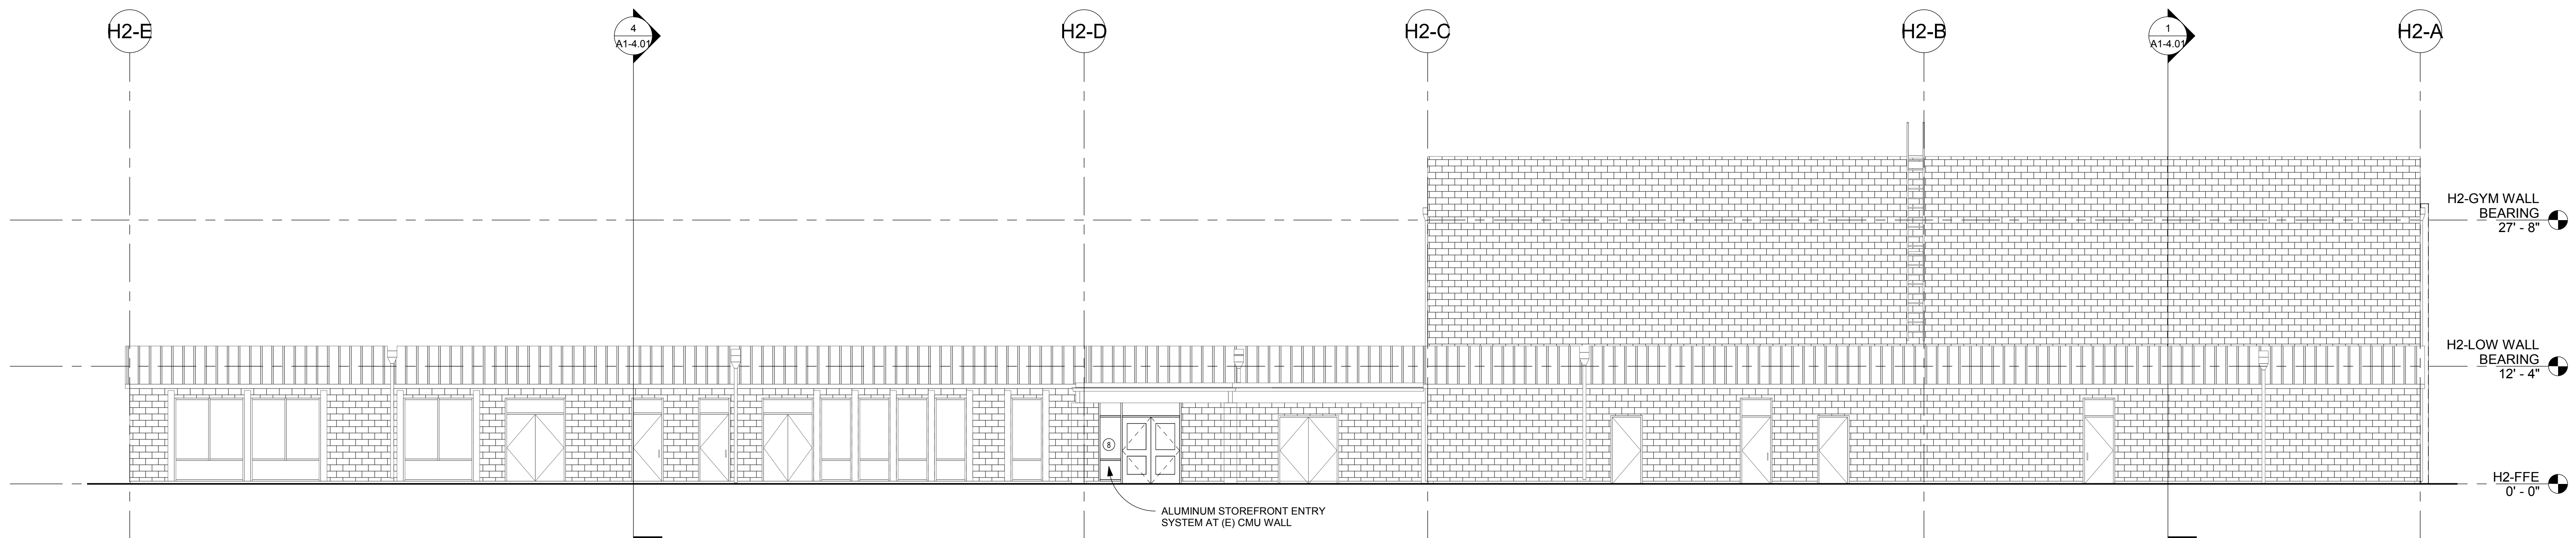 H2-E
4
A1-4.01
H2-D
H2-C
H2-B
1
A1-4.01
H2-A
H2-GYM WALL
BEARING
27' - 8"
H2-LOW WALL
BEARING
12' - 4"
8
H2-FFE
0' - 0"
ALUMINUM STOREFRONT ENTRY
SYSTEM AT (E) CMU WALL